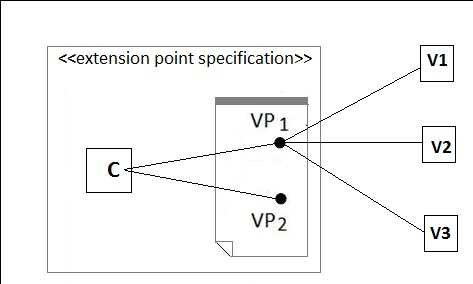 <<extension point specification>>
V1
VP1
V2
C
VP2
V3